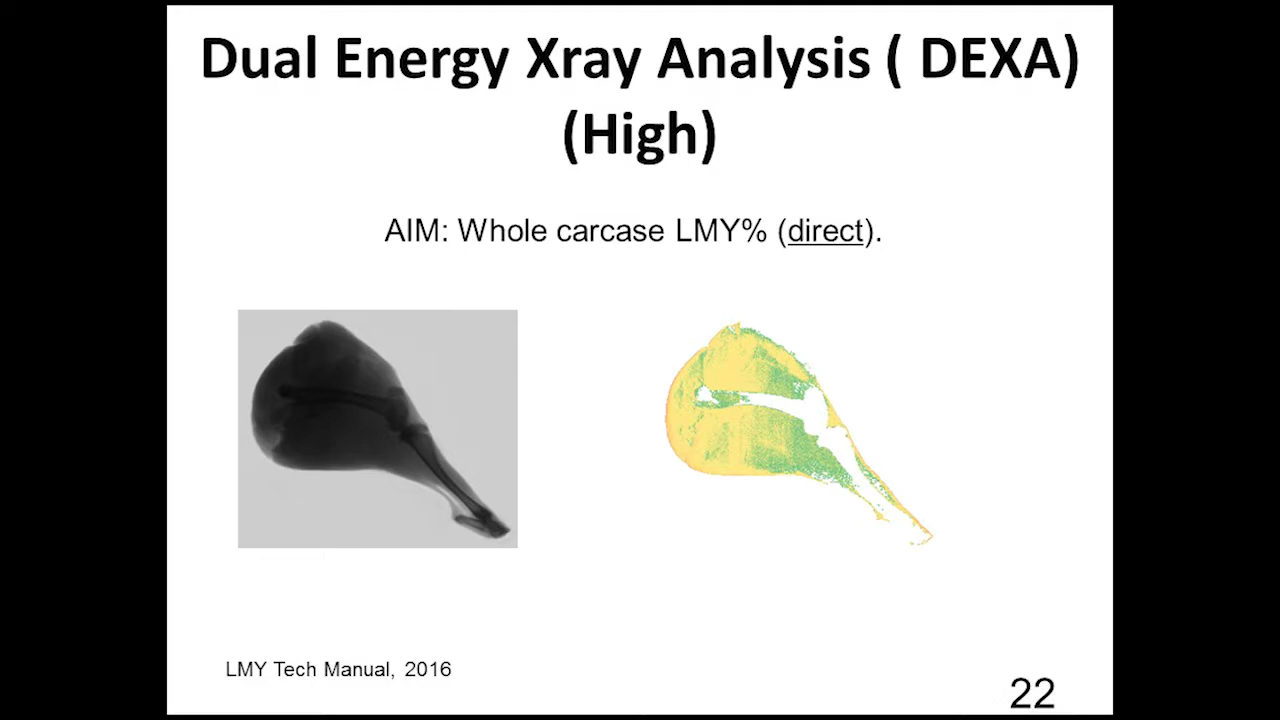 Dual Energy Xray Analysis ( DEXA)
(High)
AIM: Whole carcase LMY% (direct).
LMY Tech Manual, 2016
22